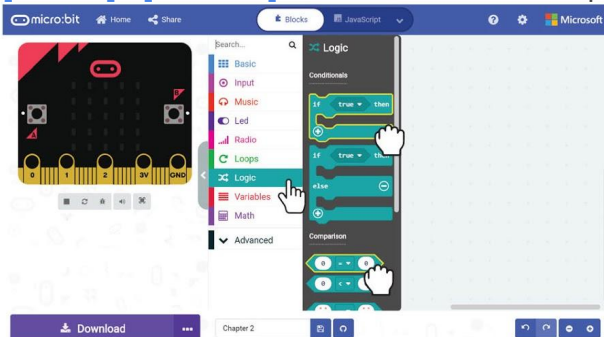 micro:bit Home Share Blocks JavaScript Microsoft
Search...
Basic
Input
Music
Led
Radio
Loops
Logic
Variables
Math
Advanced
Logic
Conditionals
if true then
if true then
else
Comparison
0 = 0
0 < 
B
A
0 1 2 3V GND
Download
Chapter 2